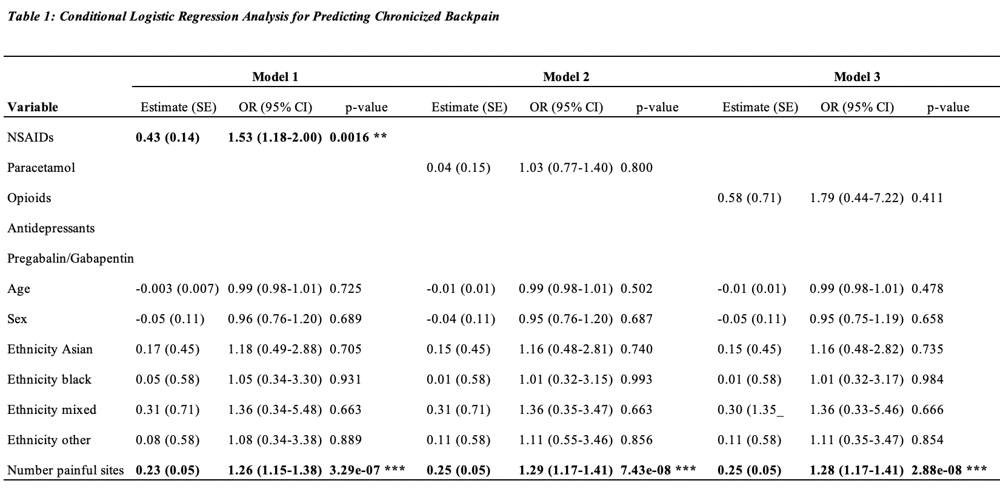 Table 1: Conditional Logistic Regression Analysis for Predicting Chronicized Backpain
Model 1 Model 2 Model 3
Variable Estimate (SE) OR (95% CI) p-value Estimate (SE) OR (95% CI) p-value Estimate (SE) OR (95% CI) p-value
NSAIDs 0.43 (0.14) 1.53 (1.18-2.00) 0.0016 **
Paracetamol 0.04 (0.15) 1.03 (0.77-1.40) 0.800
Opioids 0.58 (0.71) 1.79 (0.44-7.22) 0.411
Antidepressants
Pregabalin/Gabapentin
Age -0.003 (0.007) 0.99 (0.98-1.01) 0.725 -0.01 (0.01) 0.99 (0.98-1.01) 0.502 -0.01 (0.01) 0.99 (0.98-1.01) 0.478
Sex -0.05 (0.11) 0.96 (0.76-1.20) 0.689 -0.04 (0.11) 0.95 (0.76-1.20) 0.687 -0.05 (0.11) 0.95 (0.75-1.19) 0.658
Ethnicity Asian 0.17 (0.45) 1.18 (0.49-2.88) 0.705 0.15 (0.45) 1.16 (0.48-2.81) 0.740 0.15 (0.45) 1.16 (0.48-2.82) 0.735
Ethnicity black 0.05 (0.58) 1.05 (0.34-3.30) 0.931 0.01 (0.58) 1.01 (0.32-3.15) 0.993 0.01 (0.58) 1.01 (0.32-3.17) 0.984
Ethnicity mixed 0.31 (0.71) 1.36 (0.34-5.48) 0.663 0.31 (0.71) 1.36 (0.35-3.47) 0.663 0.30 (1.35_ 1.36 (0.33-5.46) 0.666
Ethnicity other 0.08 (0.58) 1.08 (0.34-3.38) 0.889 0.11 (0.58) 1.11 (0.55-3.46) 0.856 0.11 (0.58) 1.11 (0.35-3.47) 0.854
Number painful sites 0.23 (0.05) 1.26 (1.15-1.38) 3.29e-07 *** 0.25 (0.05) 1.29 (1.17-1.41) 7.43e-08 *** 0.25 (0.05) 1.28 (1.17-1.41) 2.88e-08 ***